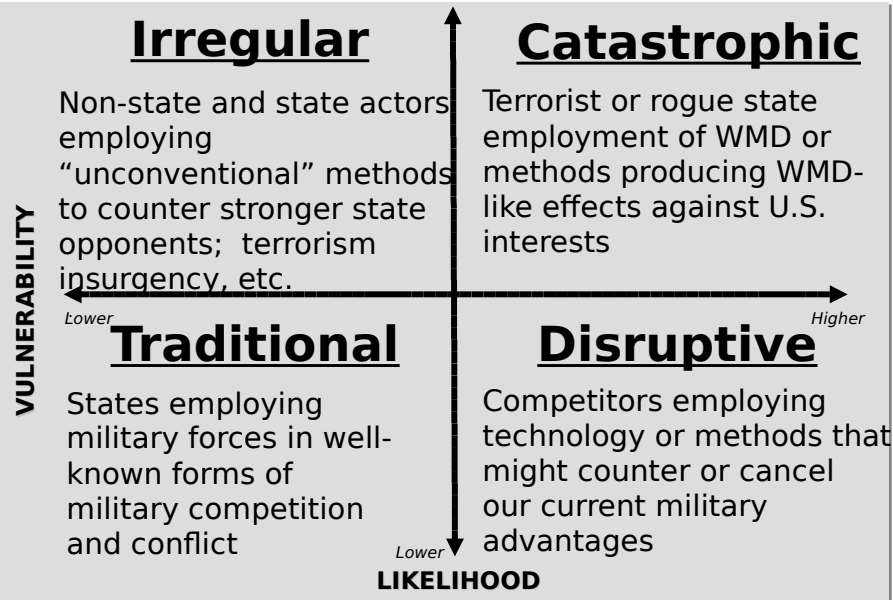 Irregular
Non-state and state actors
employing
“unconventional” methods
to counter stronger state
opponents;  terrorism
insurgency, etc.
Catastrophic
Terrorist or rogue state
employment of WMD or
methods producing WMD-
like effects against U.S.
interests
VULNERABILITY
Lower
Higher
Traditional
States employing
military forces in well-
known forms of
military competition
and conflict
Disruptive
Competitors employing
technology or methods that
might counter or cancel
our current military
advantages
Lower
LIKELIHOOD